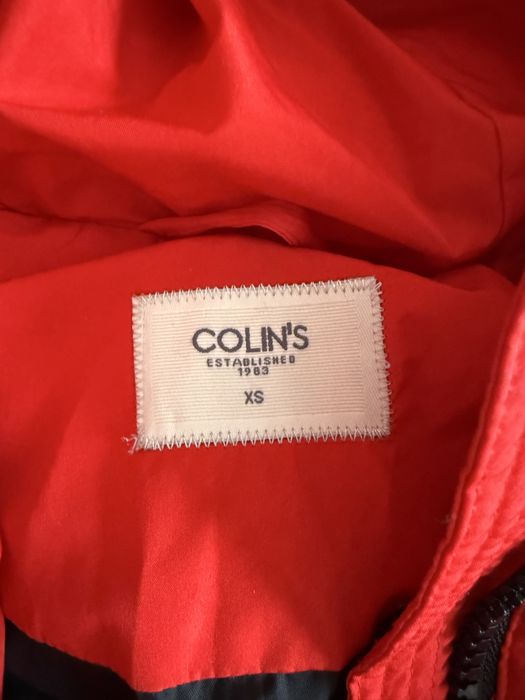 COLIN'S
ESTABLISHED
1983
XS